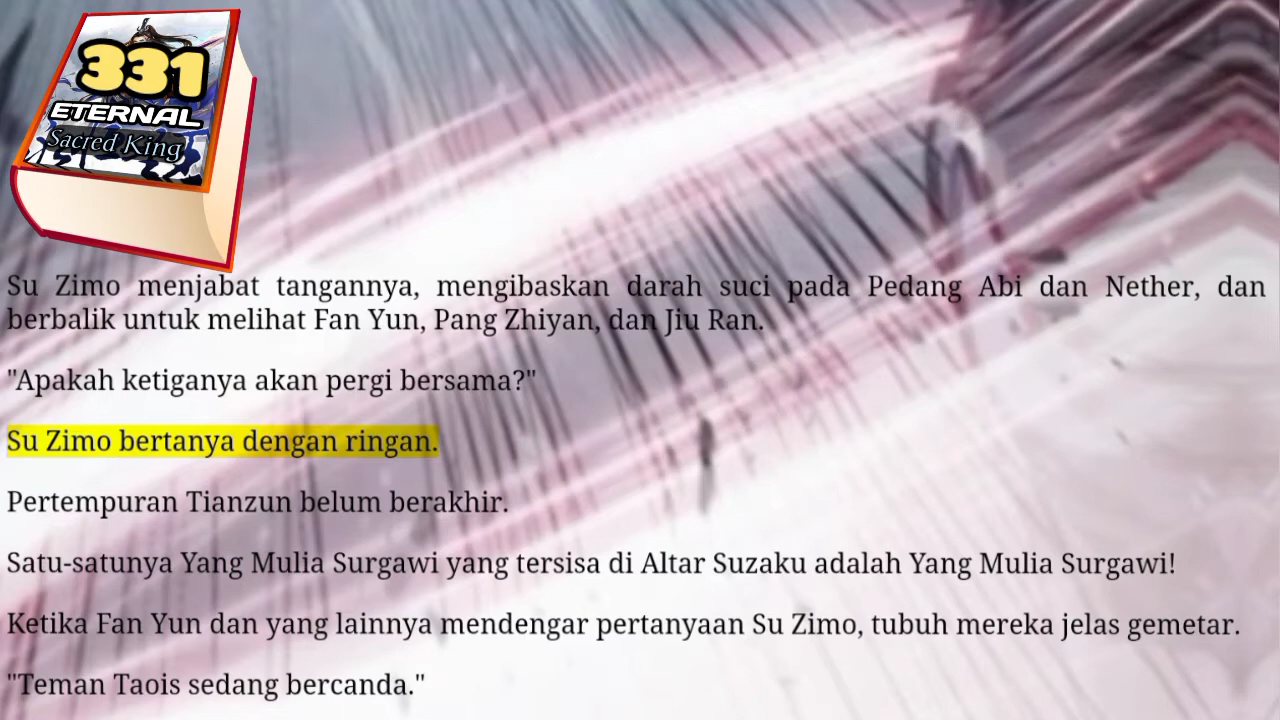 331
ETERNAL
Sacred King
Su Zimo menjabat tangannya, mengibaskan darah suci pada Pedang Abi dan Nether, dan
berbalik untuk melihat Fan Yun, Pang Zhiyan, dan Jiu Ran.
"Apakah ketiganya akan pergi bersama?"
Su Zimo bertanya dengan ringan.
Pertempuran Tianzun belum berakhir.
Satu-satunya Yang Mulia Surgawi yang tersisa di Altar Suzaku adalah Yang Mulia Surgawi!
Ketika Fan Yun dan yang lainnya mendengar pertanyaan Su Zimo, tubuh mereka jelas gemetar.
"Teman Taois sedang bercanda."